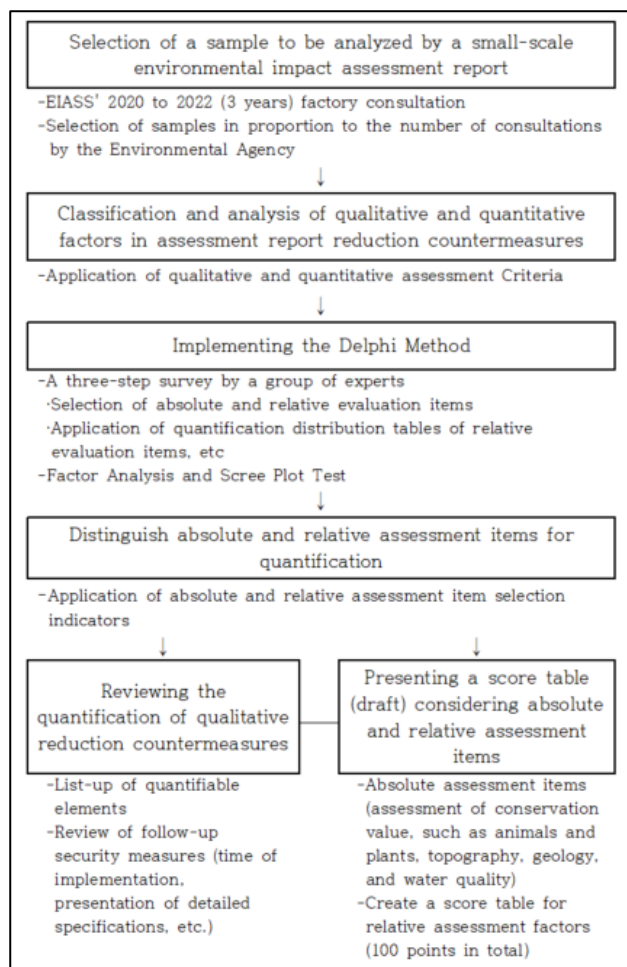 Selection of a sample to be analyzed by a small-scale
environmental impact assessment report
-EIASS' 2020 to 2022 (3 years) factory consultation
-Selection of samples in proportion to the number of consultations
by the Environmental Agency
↓
Classification and analysis of qualitative and quantitative
factors in assessment report reduction countermeasures
-Application of qualitative and quantitative assessment Criteria
↓
Implementing the Delphi Method
-A three-step survey by a group of experts
·Selection of absolute and relative evaluation items
·Application of quantification distribution tables of relative
evaluation items, etc
-Factor Analysis and Scree Plot Test
↓
Distinguish absolute and relative assessment items for
quantification
-Application of absolute and relative assessment item selection
indicators
↓
Reviewing the
quantification of qualitative
reduction countermeasures
-List-up of quantifiable
elements
-Review of follow-up
security measures (time of
implementation,
presentation of detailed
specifications, etc.)
↓
Presenting a score table
(draft) considering absolute
and relative assessment
items
-Absolute assessment items
(assessment of conservation
value, such as animals and
plants, topography, geology,
and water quality)
-Create a score table for
relative assessment factors
(100 points in total)